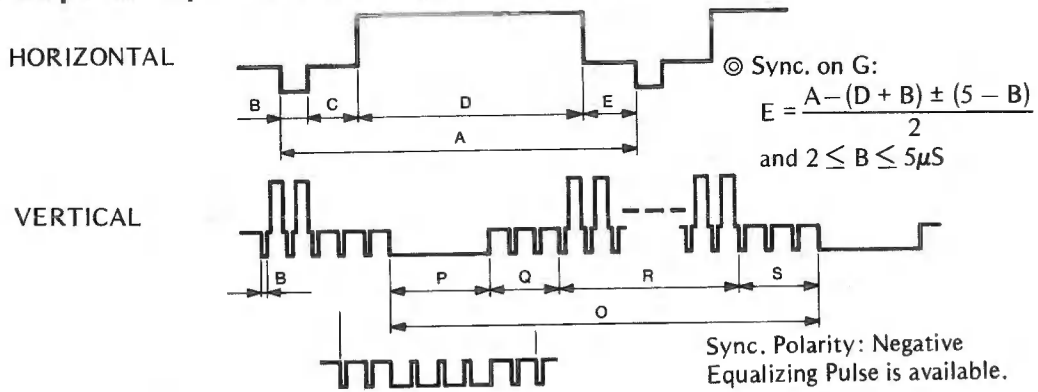 HORIZONTAL
B C D E
A
◎ Sync. on G:
E = A – (D + B) ± (5 – B)
2
and 2 ≤ B ≤ 5μS
VERTICAL
B P Q R S
O
Sync. Polarity: Negative
Equalizing Pulse is available.